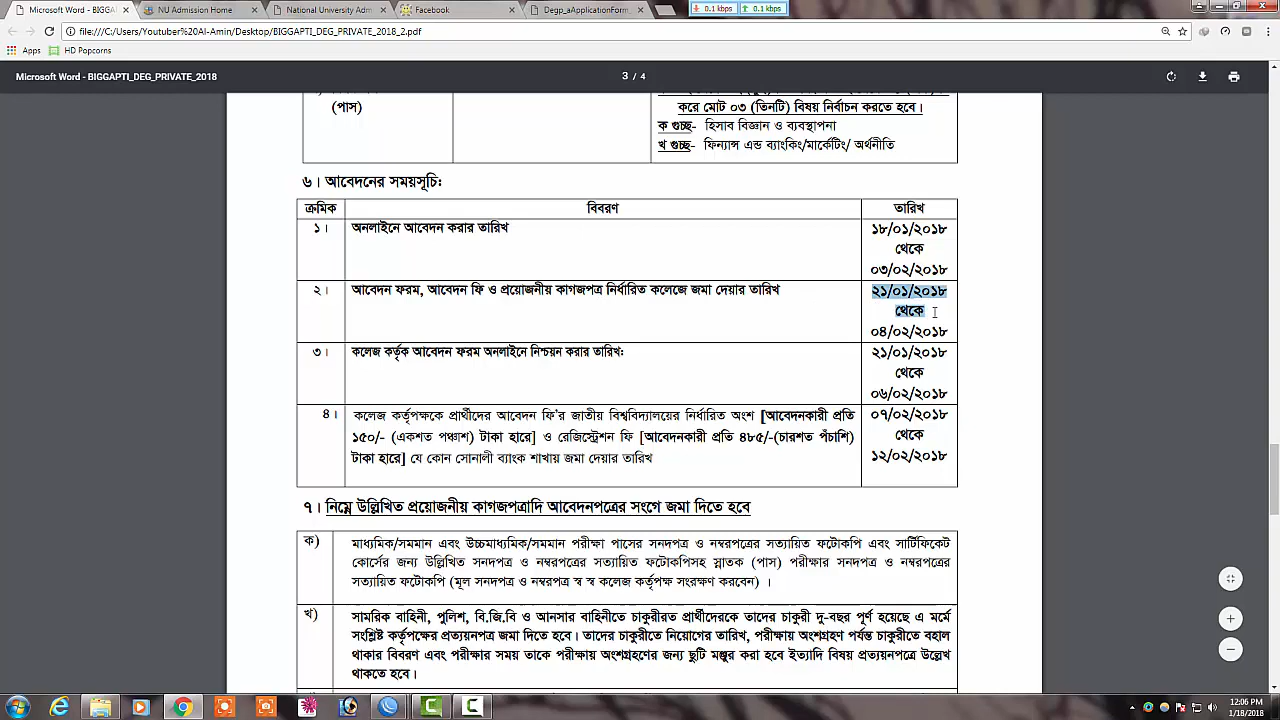 Microsoft Word - BIGGAP
NU Admission Home
National University Adm
Facebook
Degp_aApplicationForm
0.1 kbps
0.1 kbps
file:///C:/Users/Youtuber%20Al-Amin/Desktop/BIGGAPTI_DEG_PRIVATE_2018_2.pdf
Apps
HD Popcorns
Microsoft Word - BIGGAPTI_DEG_PRIVATE_2018
3 / 4
(পাস)
করে মোট ০৩ (তিনটি) বিষয় নির্বাচন করতে হবে।
ক গুচ্ছ- হিসাব বিজ্ঞান ও ব্যবস্থাপনা
খ গুচ্ছ- ফিন্যান্স এন্ড ব্যাংকিং/মার্কেটিং/ অর্থনীতি
৬। আবেদনের সময়সূচি:
ক্রমিক বিবরণ তারিখ
১। অনলাইনে আবেদন করার তারিখ ১৮/০১/২০১৮
থেকে
০৩/০২/২০১৮
২। আবেদন ফরম, আবেদন ফি ও প্রয়োজনীয় কাগজপত্র নির্ধারিত কলেজে জমা দেয়ার তারিখ ২১/০১/২০১৮
থেকে
০৪/০২/২০১৮
৩। কলেজ কর্তৃক আবেদন ফরম অনলাইনে নিশ্চয়ন করার তারিখ: ২১/০১/২০১৮
থেকে
০৬/০২/২০১৮
৪। কলেজ কর্তৃপক্ষকে প্রার্থীদের আবেদন ফি'র জাতীয় বিশ্ববিদ্যালয়ের নির্ধারিত অংশ [আবেদনকারী প্রতি ০৭/০২/২০১৮
১৫০/- (একশত পঞ্চাশ) টাকা হারে] ও রেজিস্ট্রেশন ফি [আবেদনকারী প্রতি ৪৮৫/-(চারশত পঁচাশি) থেকে
টাকা হারে] যে কোন সোনালী ব্যাংক শাখায় জমা দেয়ার তারিখ ১২/০২/২০১৮
৭। নিম্নে উল্লিখিত প্রয়োজনীয় কাগজপত্রাদি আবেদনপত্রের সংগে জমা দিতে হবে
ক) মাধ্যমিক/সমমান এবং উচ্চমাধ্যমিক/সমমান পরীক্ষা পাসের সনদপত্র ও নম্বরপত্রের সত্যায়িত ফটোকপি এবং সার্টিফিকেট
কোর্সের জন্য উল্লিখিত সনদপত্র ও নম্বরপত্রের সত্যায়িত ফটোকপিসহ স্নাতক (পাস) পরীক্ষার সনদপত্র ও নম্বরপত্রের
সত্যায়িত ফটোকপি (মূল সনদপত্র ও নম্বরপত্র স্ব স্ব কলেজ কর্তৃপক্ষ সংরক্ষণ করবেন) ।
খ) সামরিক বাহিনী, পুলিশ, বি.জি.বি ও আনসার বাহিনীতে চাকুরীরত প্রার্থীদেরকে তাদের চাকুরী দু-বছর পূর্ণ হয়েছে এ মর্মে
সংশ্লিষ্ট কর্তৃপক্ষের প্রত্যয়নপত্র জমা দিতে হবে। তাদের চাকুরীতে নিয়োগের তারিখ, পরীক্ষায় অংশগ্রহণ পর্যন্ত চাকুরীতে বহাল
থাকার বিবরণ এবং পরীক্ষার সময় তাকে পরীক্ষায় অংশগ্রহণের জন্য ছুটি মঞ্জুর করা হবে ইত্যাদি বিষয় প্রত্যয়নপত্রে উল্লেখ
থাকতে হবে।
12:06 PM
1/18/2018